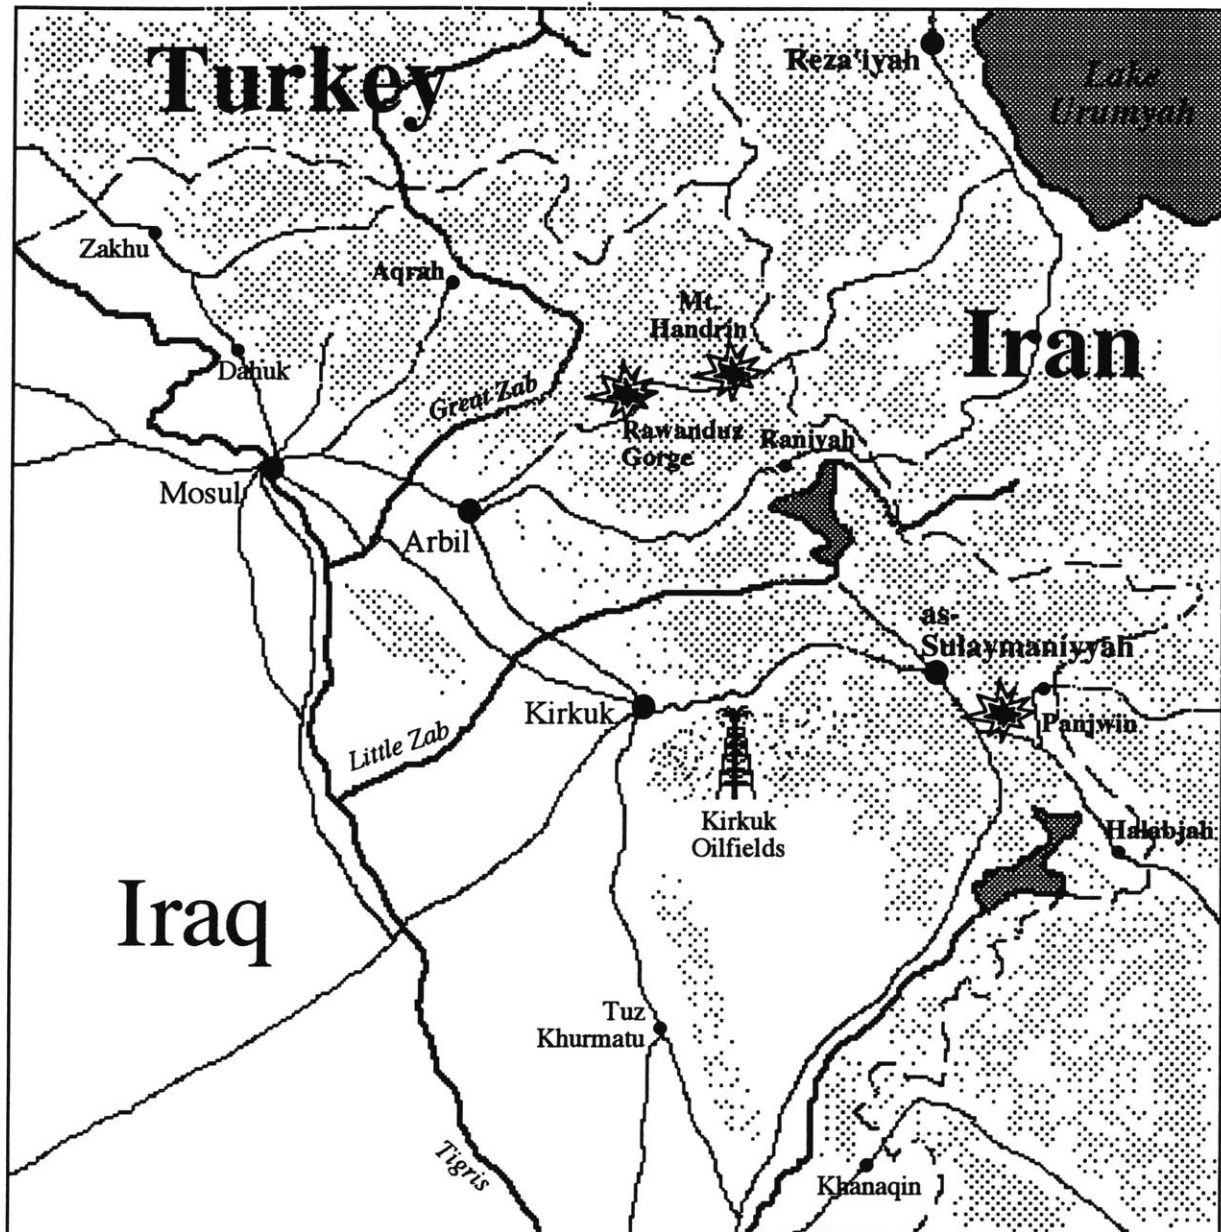 Turkey
Reza'iyah
Lake
Urumyah
Zakhu
Aqrah
Mt.
Handrin
Iran
Dahuk
Great Zab
Rawanduz
Gorge
Raniyah
Mosul
Arbil
as-
Sulaymaniyyah
Kirkuk
Panjwin
Little Zab
Kirkuk
Oilfields
Halabjah
Iraq
Tuz
Khurmatu
Tigris
Khanaqin